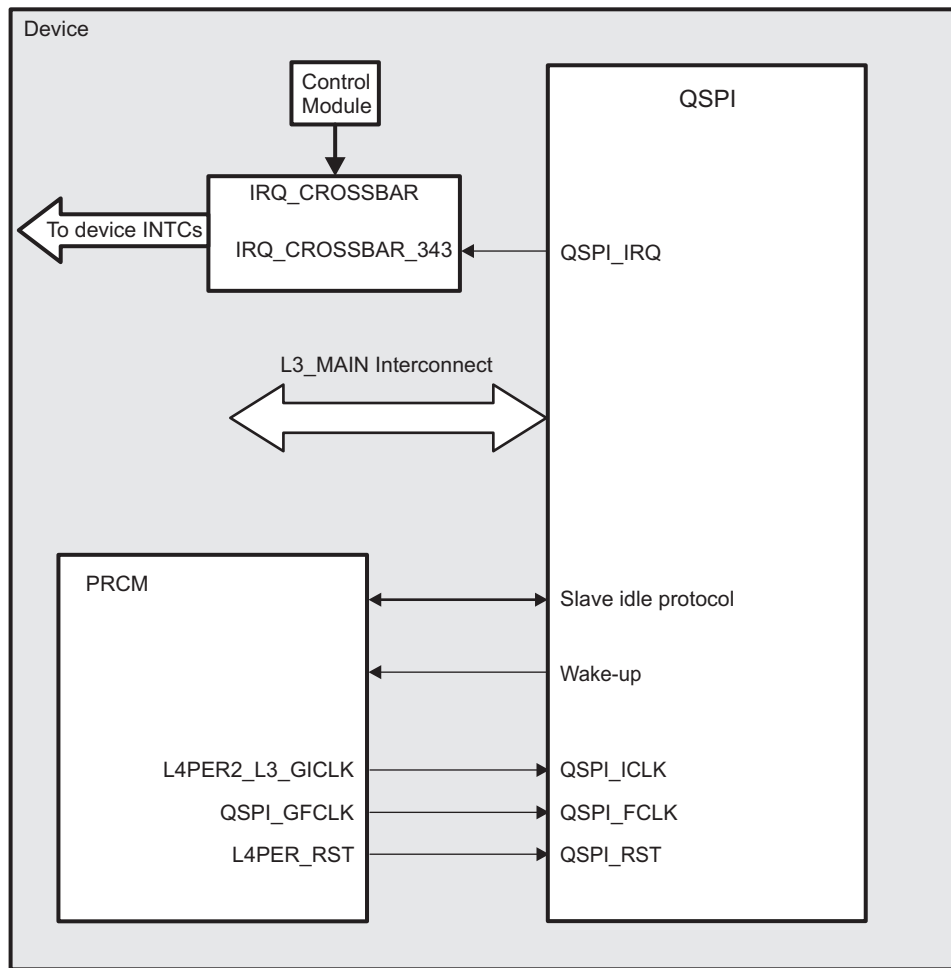 Device
Control
Module
QSPI
IRQ_CROSSBAR
To device INTCs
IRQ_CROSSBAR_343
QSPI_IRQ
L3_MAIN Interconnect
PRCM
Slave idle protocol
Wake-up
L4PER2_L3_GICLK
QSPI_ICLK
QSPI_GFCLK
QSPI_FCLK
L4PER_RST
QSPI_RST